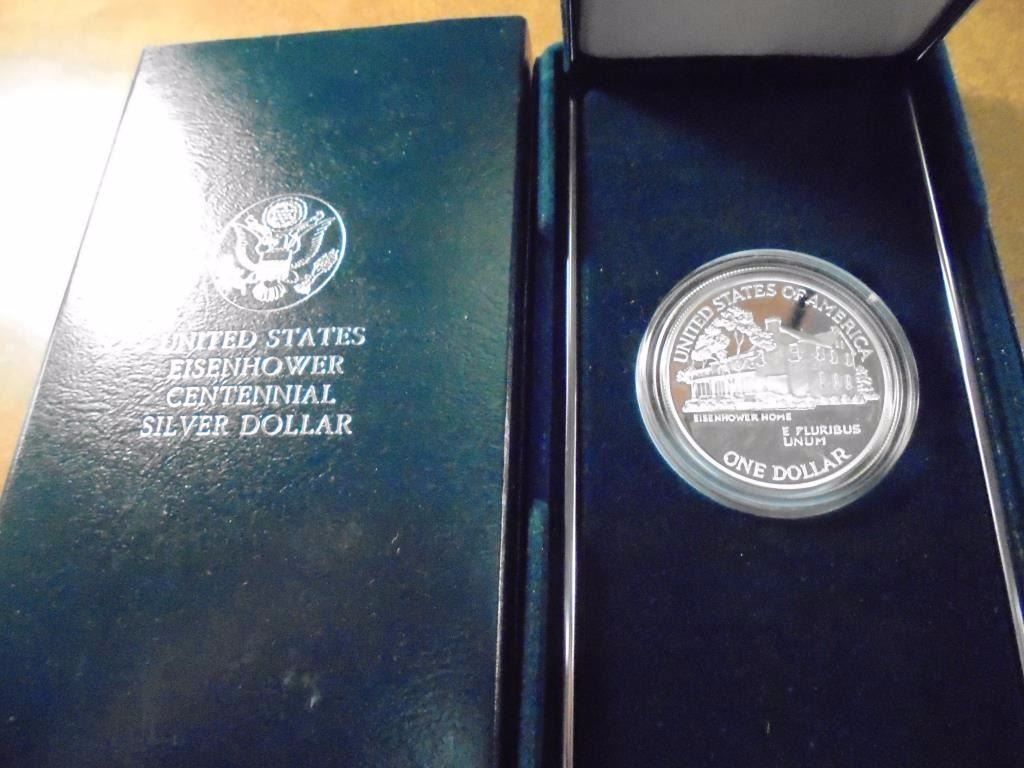 UNITED STATES
EISENHOWER
CENTENNIAL
SILVER DOLLAR
UNITED STATES OF AMERICA
EISENHOWER HOME
E PLURIBUS
UNUM
ONE DOLLAR